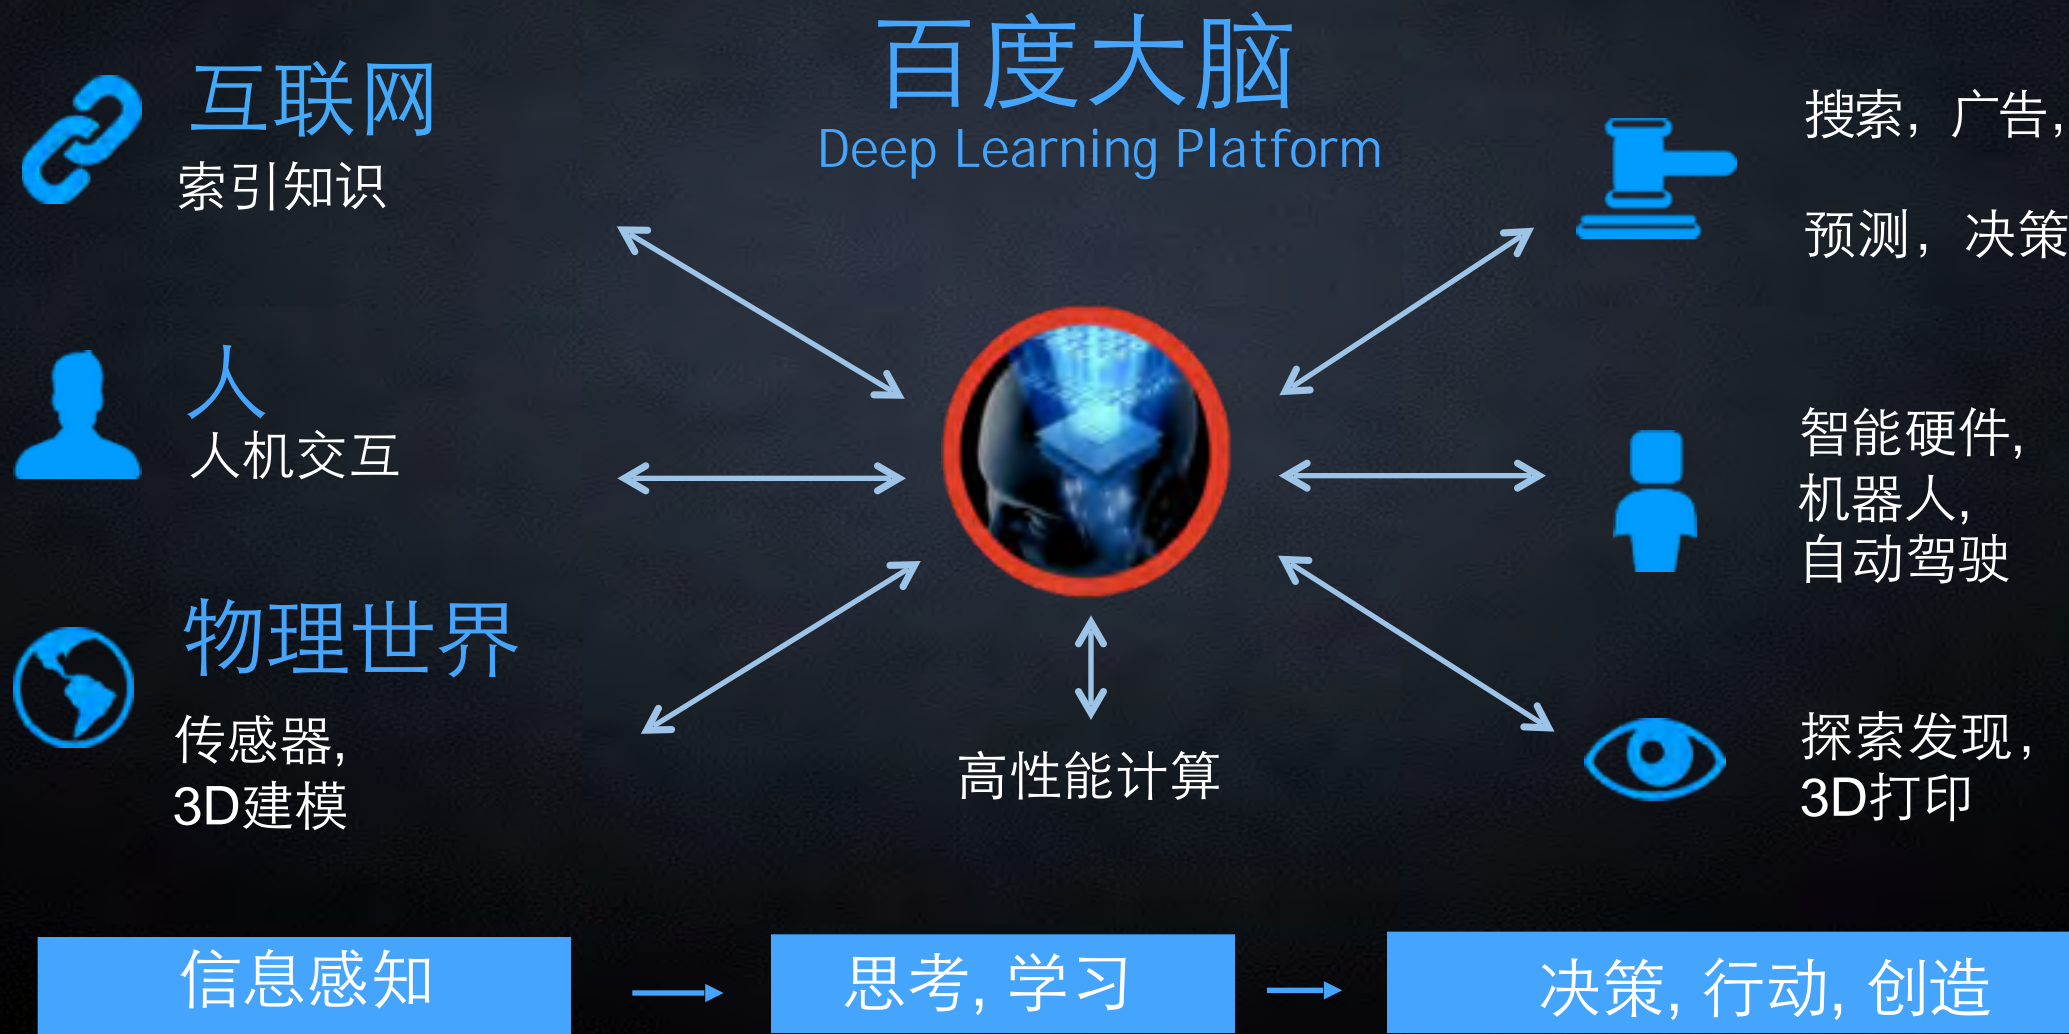 百度大脑
Deep Learning Platform
互联网
索引知识
人
人机交互
物理世界
传感器,
3D建模
高性能计算
搜索，广告，
预测，决策
智能硬件,
机器人,
自动驾驶
探索发现，
3D打印
信息感知
思考, 学习
决策, 行动, 创造